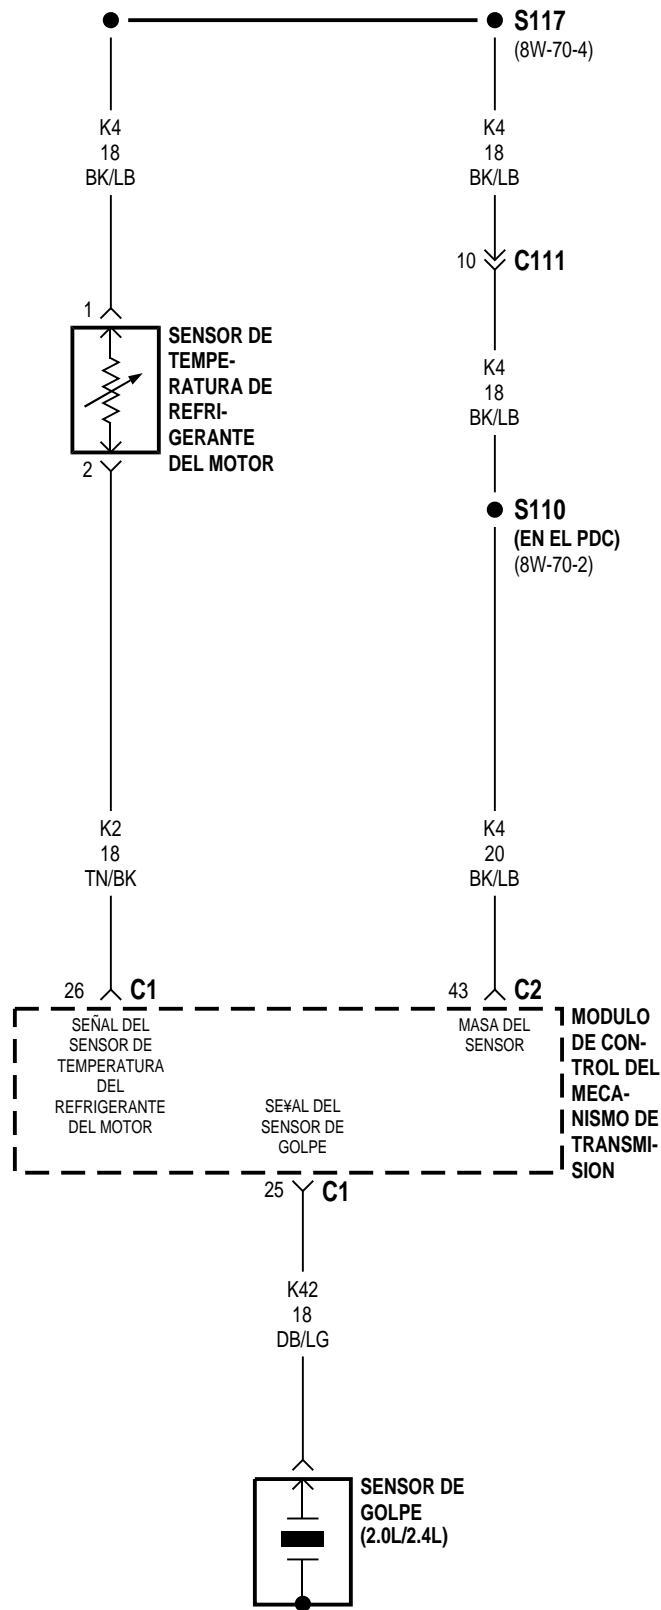 S117
(8W-70-4)
K4
18
BK/LB
K4
18
BK/LB
10
C111
1
SENSOR DE
TEMPE-
RATURA DE
REFRI-
GERANTE
DEL MOTOR
2
K4
18
BK/LB
S110
(EN EL PDC)
(8W-70-2)
K2
18
TN/BK
K4
20
BK/LB
26
C1
43
C2
SEÑAL DEL
SENSOR DE
TEMPERATURA
DEL
REFRIGERANTE
DEL MOTOR
MASA DEL
SENSOR
MODULO
DE CON-
TROL DEL
MECA-
NISMO DE
TRANSMI-
SION
SE¥AL DEL
SENSOR DE
GOLPE
25
C1
K42
18
DB/LG
SENSOR DE
GOLPE
(2.0L/2.4L)